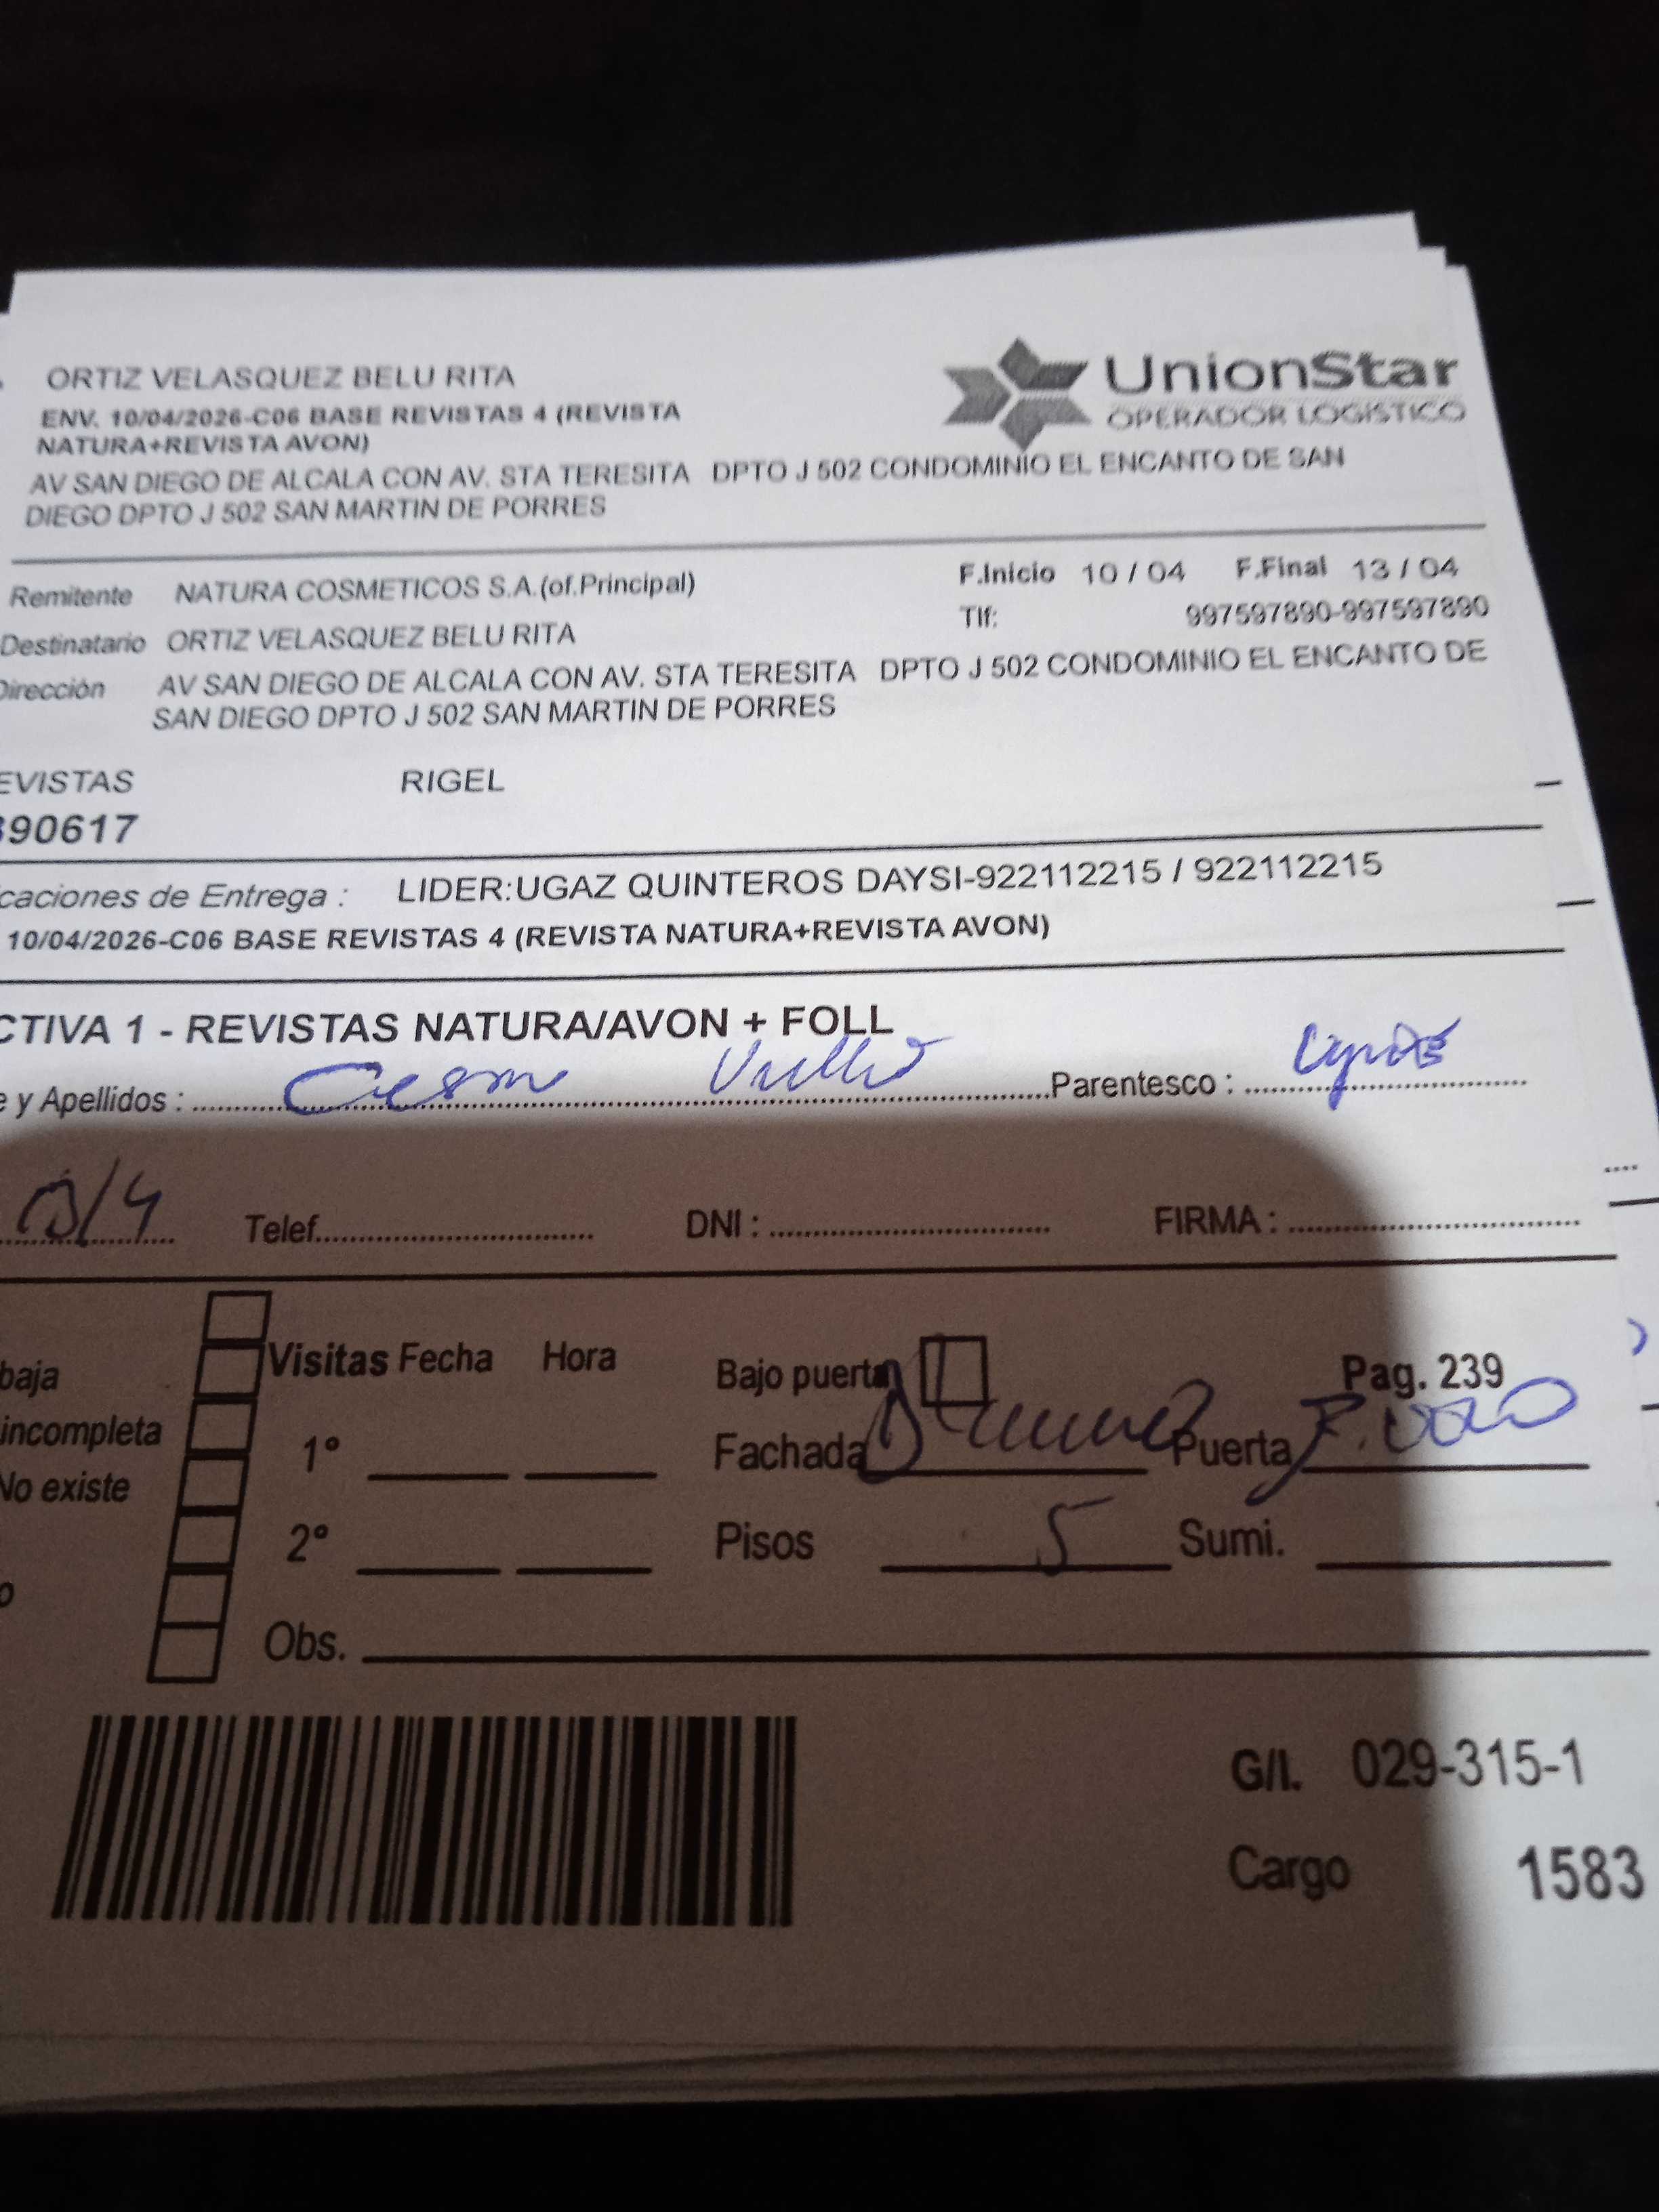 ORTIZ VELASQUEZ BELU RITA
UnionStar
OPERADOR LOGISTICO
ENV. 10/04/2026-C06 BASE REVISTAS 4 (REVISTA
NATURA+REVISTA AVON)
AV SAN DIEGO DE ALCALA CON AV. STA TERESITA DPTO J 502 CONDOMINIO EL ENCANTO DE SAN
DIEGO DPTO J 502 SAN MARTIN DE PORRES
Remitente NATURA COSMETICOS S.A.(of.Principal) F.Inicio 10 / 04 F.Final 13 / 04
Tlf: 997597890-997597890
Destinatario ORTIZ VELASQUEZ BELU RITA
Dirección AV SAN DIEGO DE ALCALA CON AV. STA TERESITA DPTO J 502 CONDOMINIO EL ENCANTO DE
SAN DIEGO DPTO J 502 SAN MARTIN DE PORRES
EVISTAS RIGEL
390617
caciones de Entrega : LIDER:UGAZ QUINTEROS DAYSI-922112215 / 922112215
10/04/2026-C06 BASE REVISTAS 4 (REVISTA NATURA+REVISTA AVON)
CTIVA 1 - REVISTAS NATURA/AVON + FOLL
e y Apellidos : Parentesco :
Telef. DNI : FIRMA :
baja Visitas Fecha Hora Bajo puerta Pag. 239
incompleta 1° Fachada Puerta
No existe
2° Pisos 5 Sumi.
o
Obs.
G/I. 029-315-1
Cargo 1583